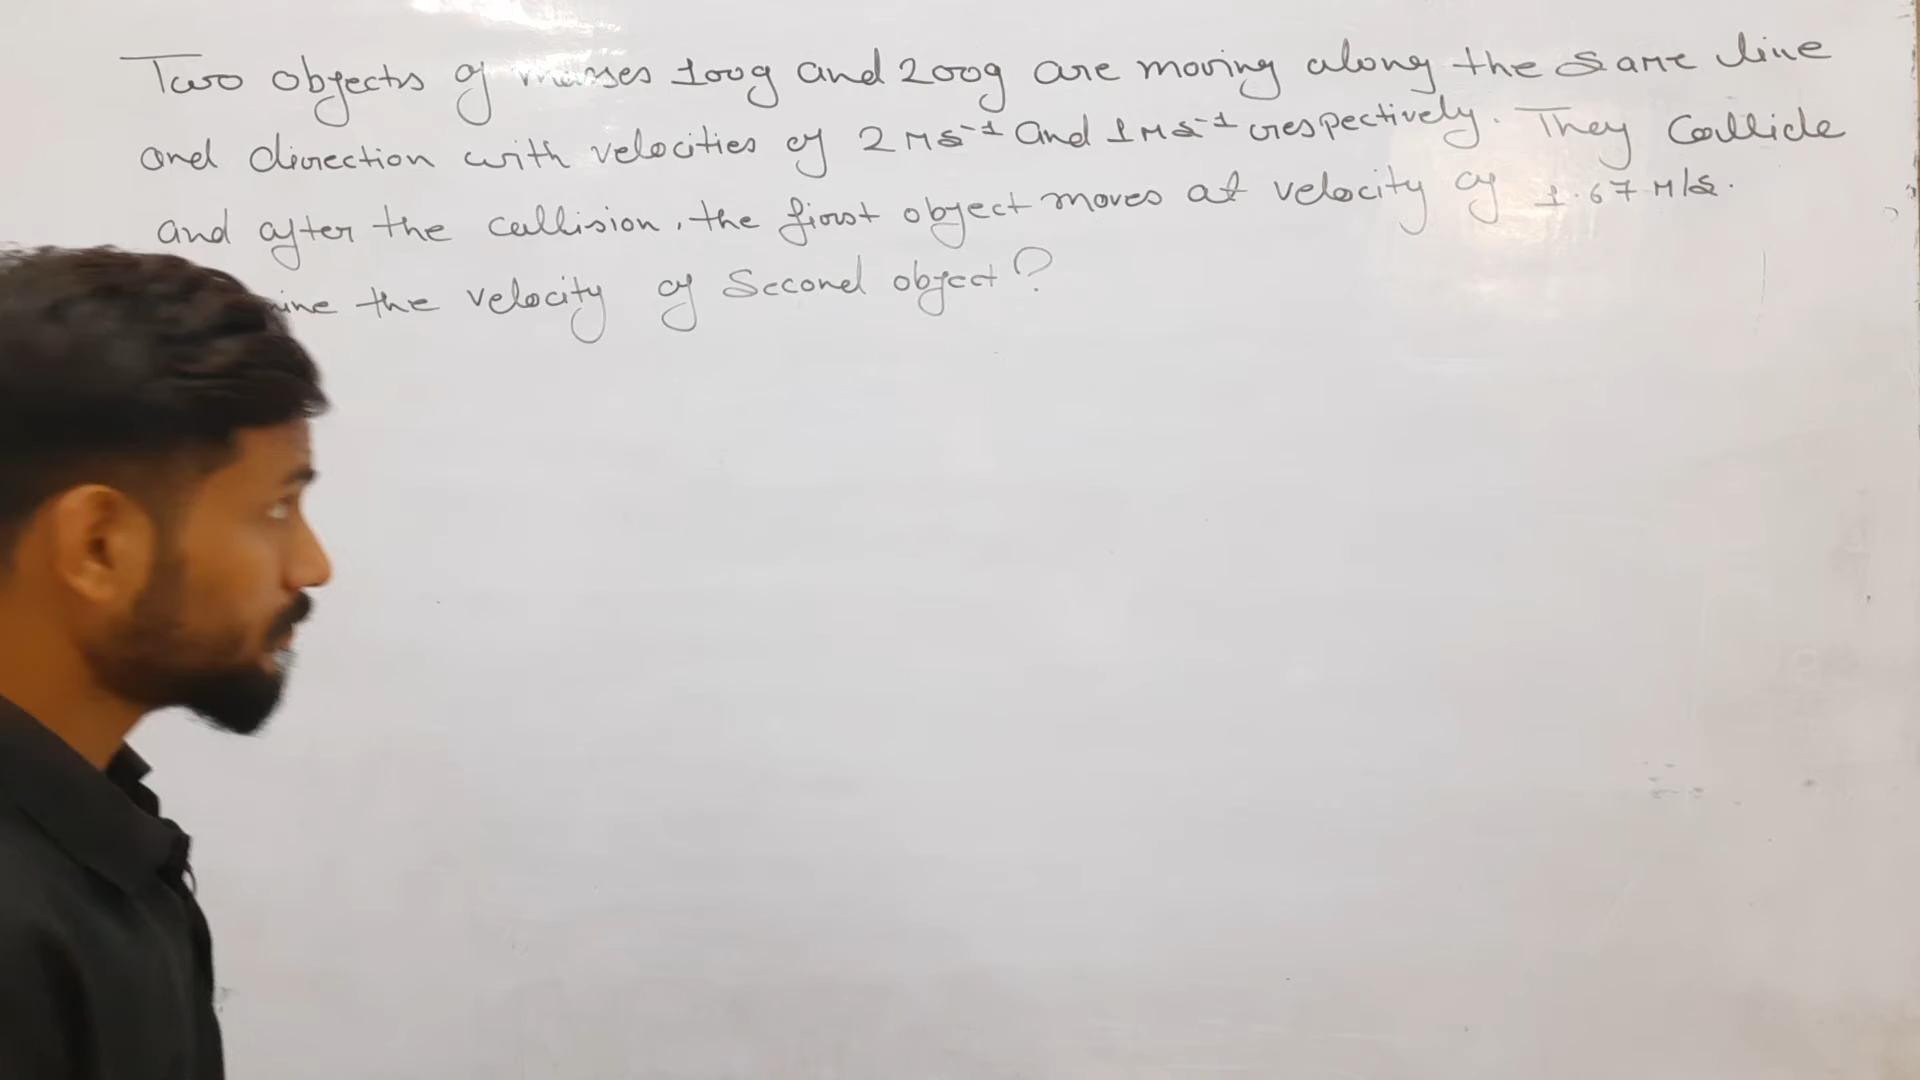 Two objects of masses 100g and 200g are moving along the same line
and direction with velocities of 2 ms⁻¹ and 1 ms⁻¹ respectively. They Collide
and after the collision, the first object moves at velocity of 1.67 m/s.
the velocity of Second object?